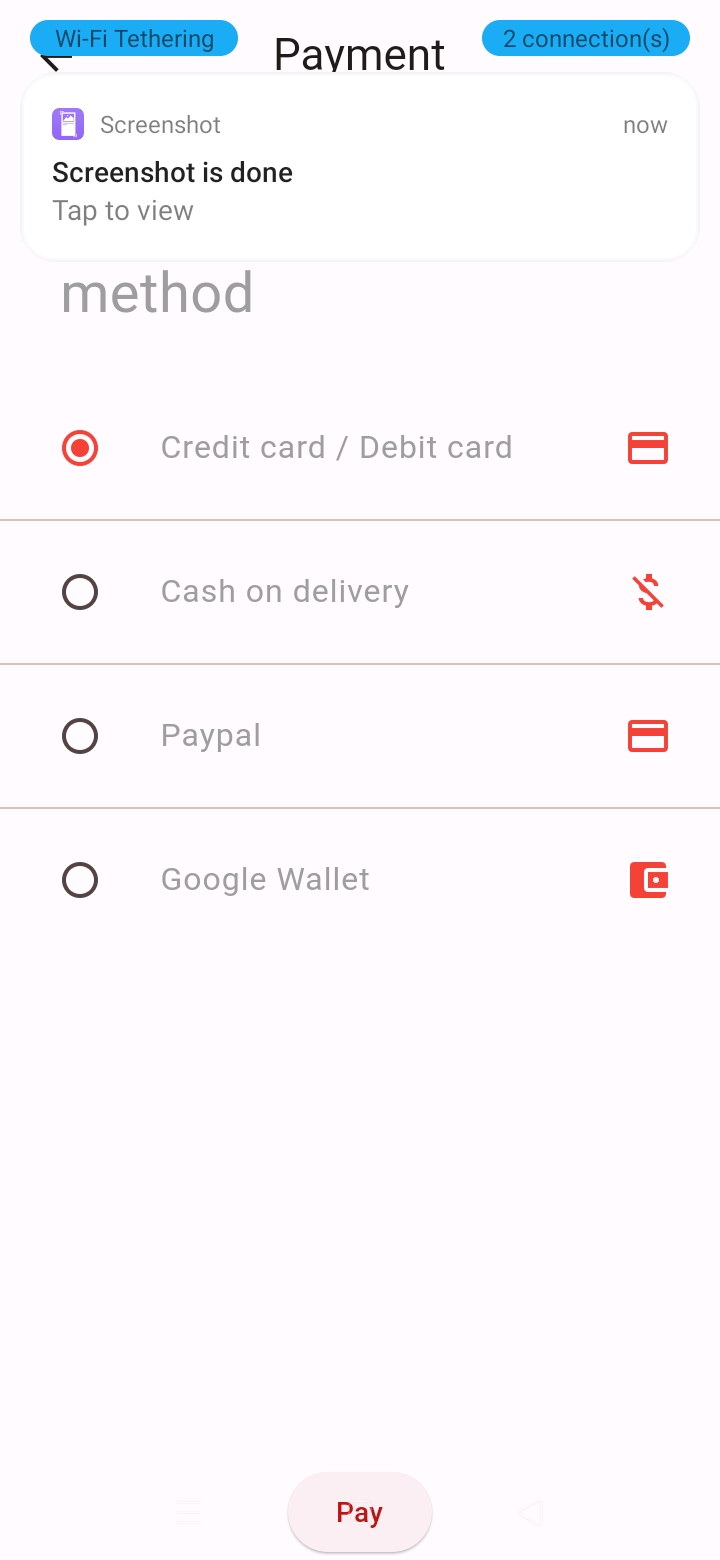 Wi-Fi Tethering
2 connection(s)
Payment
Screenshot
now
Screenshot is done
Tap to view
method
Credit card / Debit card
Cash on delivery
Paypal
Google Wallet
Pay